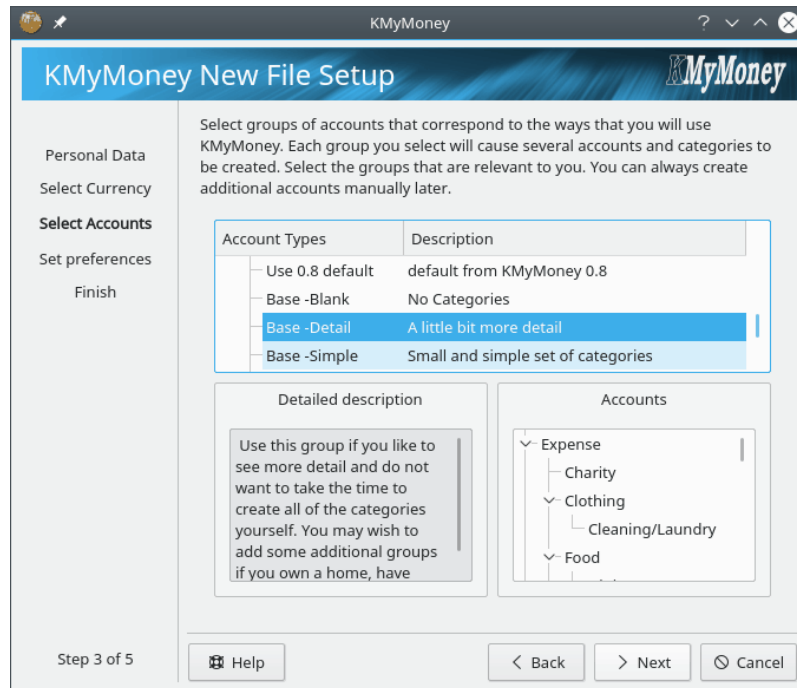 KMyMoney
KMyMoney New File Setup
KMyMoney
Personal Data
Select Currency
Select Accounts
Set preferences
Finish
Select groups of accounts that correspond to the ways that you will use
KMyMoney. Each group you select will cause several accounts and categories to
be created. Select the groups that are relevant to you. You can always create
additional accounts manually later.
Account Types Description
Use 0.8 default default from KMyMoney 0.8
Base -Blank No Categories
Base -Detail A little bit more detail
Base -Simple Small and simple set of categories
Detailed description
Use this group if you like to
see more detail and do not
want to take the time to
create all of the categories
yourself. You may wish to
add some additional groups
if you own a home, have
Accounts
Expense
Charity
Clothing
Cleaning/Laundry
Food
Step 3 of 5
Help
Back
Next
Cancel